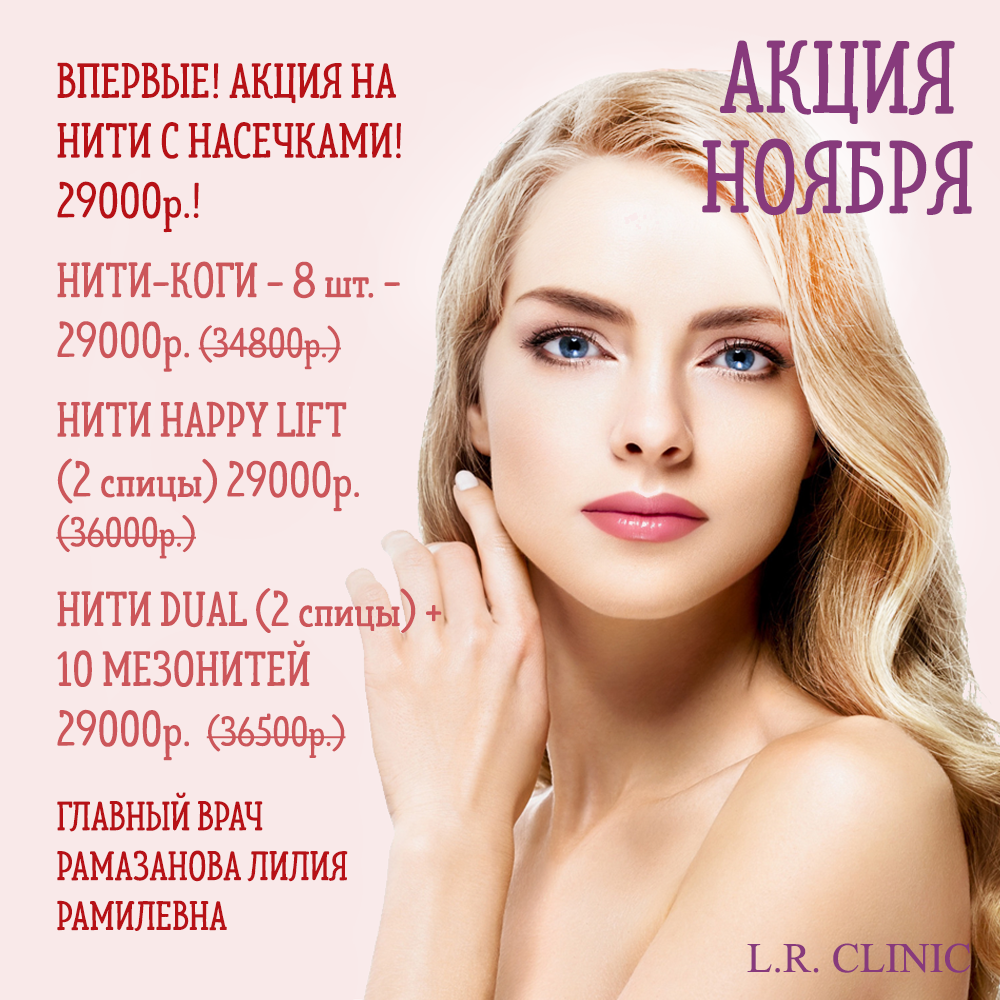 АКЦИЯ
НОЯБРЯ
ВПЕРВЫЕ! АКЦИЯ НА
НИТИ С НАСЕЧКАМИ!
29000р.!
НИТИ-КОГИ - 8 шт. -
29000р. (34800р.)
НИТИ HAPPY LIFT
(2 спицы) 29000р.
(36000р.)
НИТИ DUAL (2 спицы) +
10 МЕЗОНИТЕЙ
29000р. (36500р.)
ГЛАВНЫЙ ВРАЧ
РАМАЗАНОВА ЛИЛИЯ
РАМИЛЕВНА
L.R. CLINIC